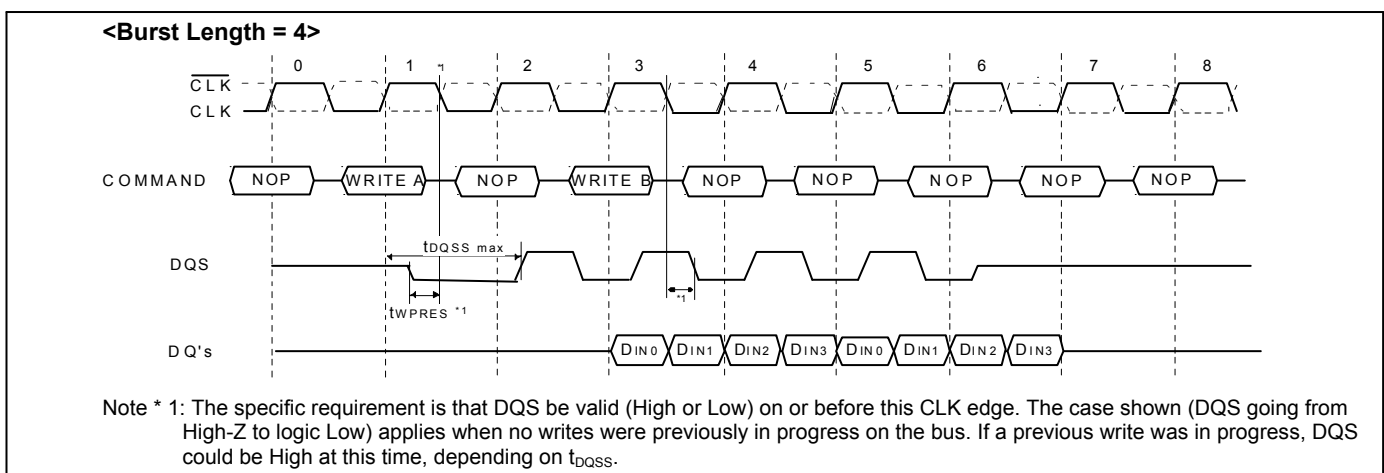 <Burst Length = 4>
0 1 *1 2 3 4 5 6 7 8
CLK
CLK
COMMAND NOP WRITE A NOP WRITE B NOP NOP NOP NOP NOP
tDQSS max
DQS
*1
tWPRES *1
DQ's DIN0 DIN1 DIN2 DIN3 DIN0 DIN1 DIN2 DIN3
Note * 1: The specific requirement is that DQS be valid (High or Low) on or before this CLK edge. The case shown (DQS going from
High-Z to logic Low) applies when no writes were previously in progress on the bus. If a previous write was in progress, DQS
could be High at this time, depending on tDQSS.